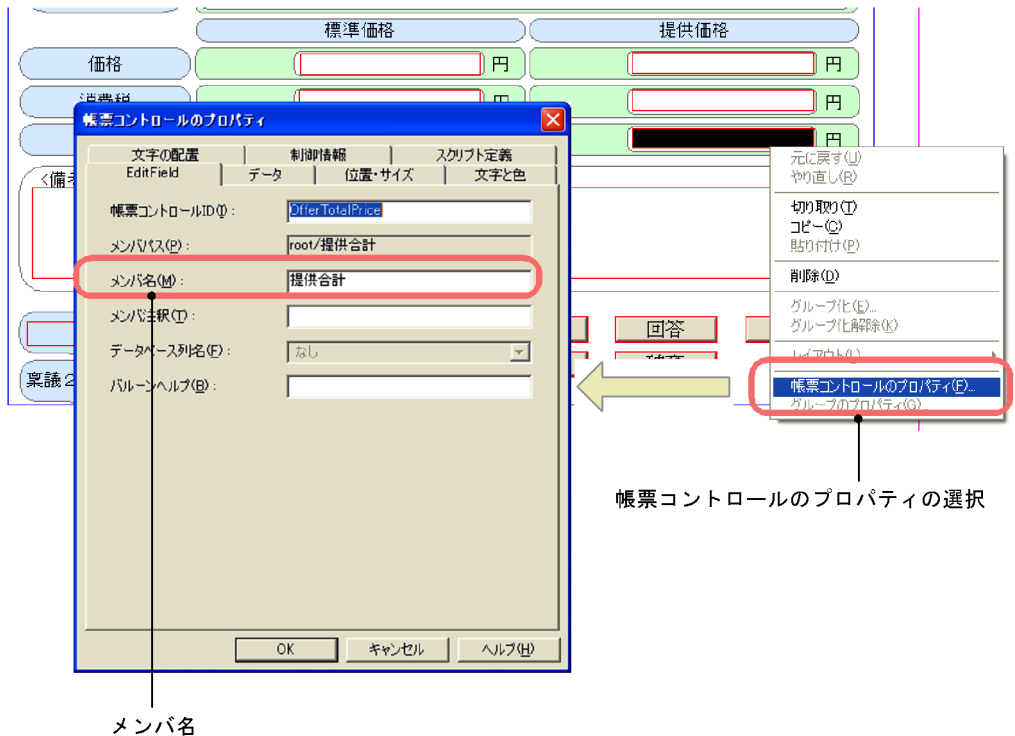 標準価格
提供価格
価格
円
円
消費税
円
円
円
帳票コントロールのプロパティ
文字の配置
制御情報
スクリプト定義
EditField
データ
位置・サイズ
文字と色
帳票コントロールID(I):
OfferTotalPrice
メンバパス(P):
root/提供合計
メンバ名(M):
提供合計
メンバ注釈(T):
データベース列名(F):
なし
バルーンヘルプ(B):
OK
キャンセル
ヘルプ(H)
<備考
回答
稟議2
元に戻す(U)
やり直し(R)
切り取り(T)
コピー(C)
貼り付け(P)
削除(D)
グループ化(E)...
グループ化解除(K)
レイアウト(L)
帳票コントロールのプロパティ(F)...
グループのプロパティ(G)...
帳票コントロールのプロパティの選択
メンバ名